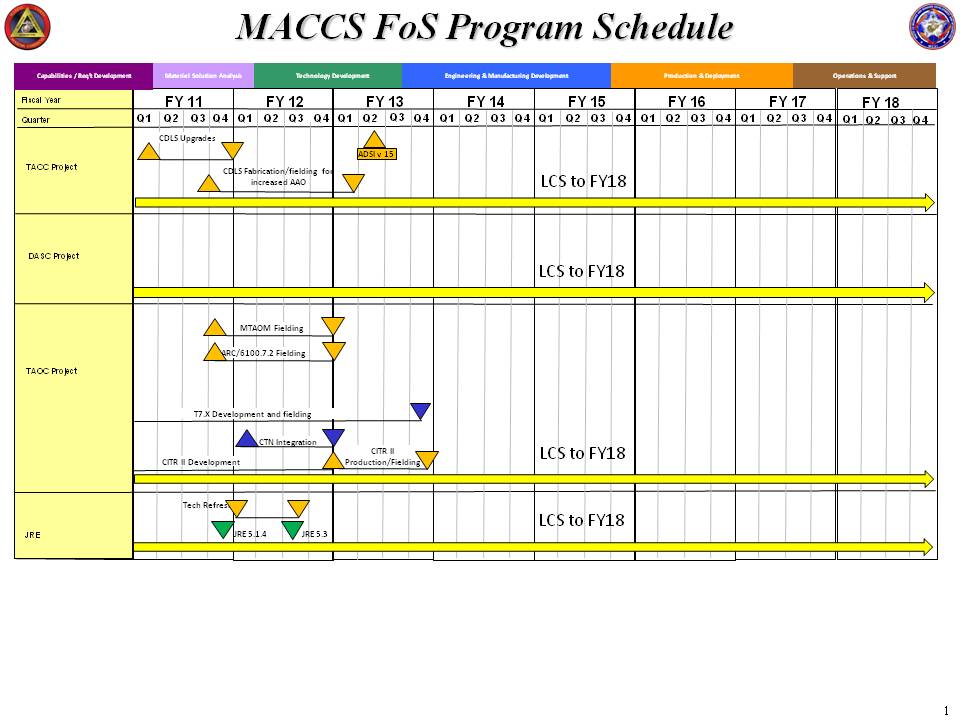 MACCS FoS Program Schedule
Capabilities / Req't Development Materiel Solution Analysis Technology Development Engineering & Manufacturing Development Production & Deployment Operations & Support
Fiscal Year FY 11 FY 12 FY 13 FY 14 FY 15 FY 16 FY 17 FY 18
Quarter Q1 Q2 Q3 Q4 Q1 Q2 Q3 Q4 Q1 Q2 Q3 Q4 Q1 Q2 Q3 Q4 Q1 Q2 Q3 Q4 Q1 Q2 Q3 Q4 Q1 Q2 Q3 Q4 Q1 Q2 Q3 Q4
CDLS Upgrades
ADSI v 15
TACC Project
CDLS Fabrication/fielding for
increased AAO
LCS to FY18
DASC Project
LCS to FY18
MTAOM Fielding
ARC/6100.7.2 Fielding
TAOC Project
T7.X Development and fielding
CTN Integration
CITR II
Production/Fielding
CITR II Development
LCS to FY18
Tech Refres
JRE
JRE 5.1.4 JRE 5.3
LCS to FY18
1